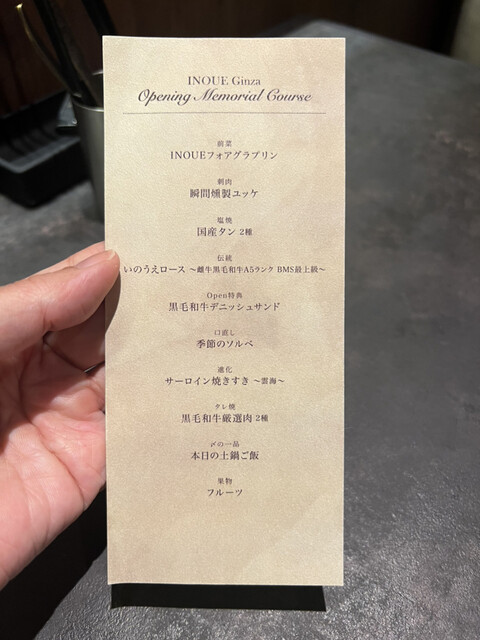 INOUE Ginza
Opening Memorial Course
前菜
INOUEフォアグラプリン
刺肉
瞬間燻製ユッケ
塩焼
国産タン 2種
伝統
いのうえロース ～雌牛黒毛和牛A5ランク BMS最上級～
Open特典
黒毛和牛デニッシュサンド
口直し
季節のソルベ
進化
サーロイン焼きすき ～雲海～
タレ焼
黒毛和牛厳選肉 2種
〆の一品
本日の土鍋ご飯
果物
フルーツ